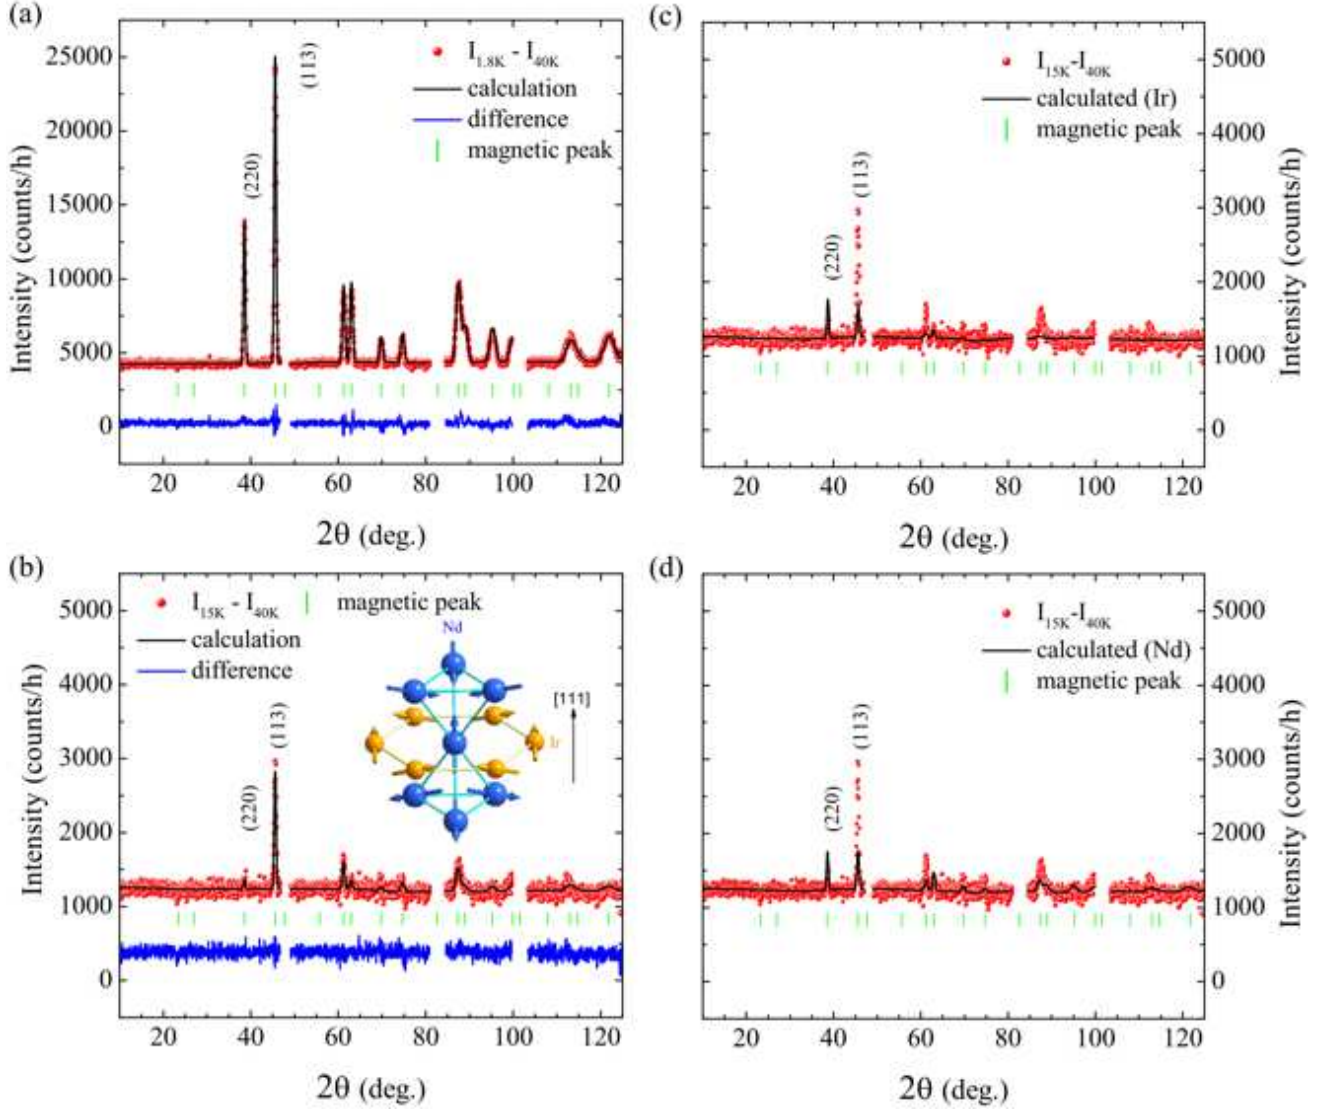 (a)
25000
20000
15000
10000
5000
0
Intensity (counts/h)
(220)
(113)
I1.8K - I40K
calculation
difference
magnetic peak
20 40 60 80 100 120
2θ (deg.)
(b)
5000
4000
3000
2000
1000
0
Intensity (counts/h)
I15K - I40K
magnetic peak
calculation
difference
(220)
(113)
Nd
Ir
[111]
20 40 60 80 100 120
2θ (deg.)
(c)
I15K-I40K
calculated (Ir)
magnetic peak
(220)
(113)
5000
4000
3000
2000
1000
0
Intensity (counts/h)
20 40 60 80 100 120
2θ (deg.)
(d)
I15K-I40K
calculated (Nd)
magnetic peak
(220)
(113)
5000
4000
3000
2000
1000
0
Intensity (counts/h)
20 40 60 80 100 120
2θ (deg.)